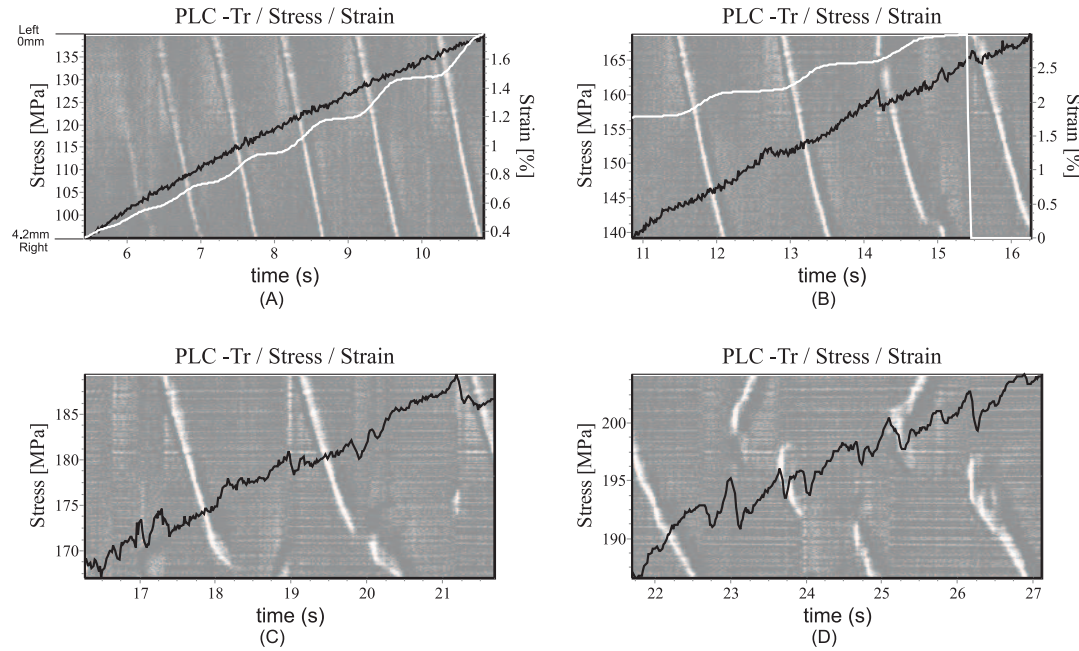 PLC -Tr / Stress / Strain
Left
0mm
135
130
125
120
115
110
105
100
4.2mm
Right
Stress [MPa]
1.6
1.4
1.2
1
0.8
0.6
0.4
Strain [%]
6 7 8 9 10
time (s)
(A)
PLC -Tr / Stress / Strain
165
160
155
150
145
140
Stress [MPa]
2.5
2
1.5
1
0.5
0
Strain [%]
11 12 13 14 15 16
time (s)
(B)
PLC -Tr / Stress / Strain
185
180
175
170
Stress [MPa]
17 18 19 20 21
time (s)
(C)
PLC -Tr / Stress / Strain
200
195
190
Stress [MPa]
22 23 24 25 26 27
time (s)
(D)